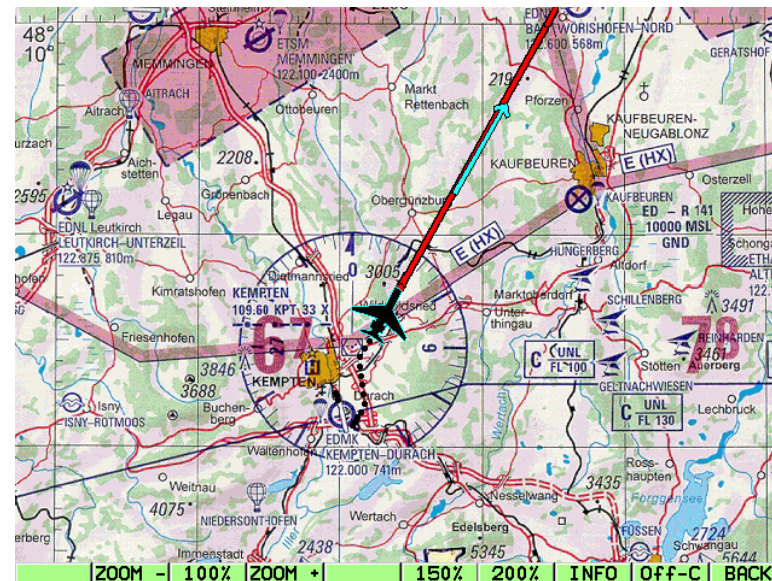 48°
10°
ETSM
MEMMINGEN
122.100-2400m
MEMMINGEN
AITRACH
Aitrach
Ottobeuren
Markt
Rettenbach
WORISHOFEN-NORD
122.600 568m
GERATSHOF
Pforzen
KAUFBEUREN-
NEUGABLONZ
KAUFBEUREN
E (HX)
Osterzell
KAUFBEUREN
ED - R 141
10000 MSL
GND
Aich-
stetten
2208
Grönenbach
2595
Legau
Obergünzburg
EDNL Leutkirch
LEUTKIRCH-UNTERZEIL
122.875 810m
E (HX)
HUNGERBERG
Altdorf
3005
Dietmannsried
Kimratshofen
KEMPTEN
109.60 KPT 33 X
Wildpoldsried
Marktoberdorf
Unter-
thingau
SCHILLENBERG
3491
67
78
Friesenhofen
3846
3688
KEMPTEN
H
REINHARDEN
3461
Auerberg
Stötten
C UNL
FL 100
GELTNACHWIESEN
C UNL
FL 130
Lechbruck
Isny
ISNY-ROTMOOS
Buchen-
berg
Durach
Wertach
EDMK
KEMPTEN-DURACH
122.000 741m
Waltenhofen
Weitnau
4075
NIEDERSONTHOFEN
Wertach
Nesselwang
3435
Ross-
haupten
Forggensee
Edelsberg
5345
FÜSSEN
2724
Schwangau
5644
Immenstadt
2438
Iller
ZOOM - 100% ZOOM + 150% 200% INFO Off-C BACK